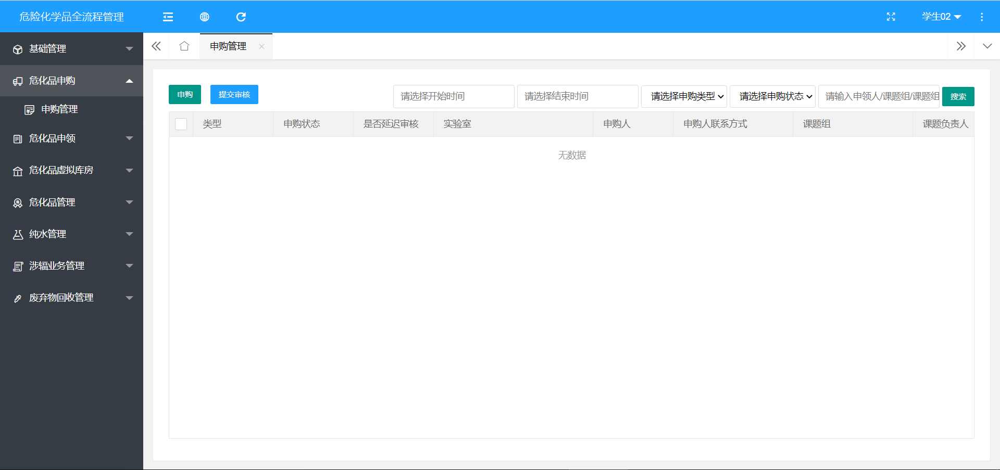 危险化学品全流程管理
学生02
基础管理
危化品申购
申购管理
危化品申领
危化品虚拟库房
危化品管理
纯水管理
涉辐业务管理
废弃物回收管理
申购管理
申购
提交审核
请选择开始时间
请选择结束时间
请选择申购类型
请选择申购状态
请输入申领人/课题组/课题组
搜索
类型 申购状态 是否延迟审核 实验室 申购人 申购人联系方式 课题组 课题负责人
无数据